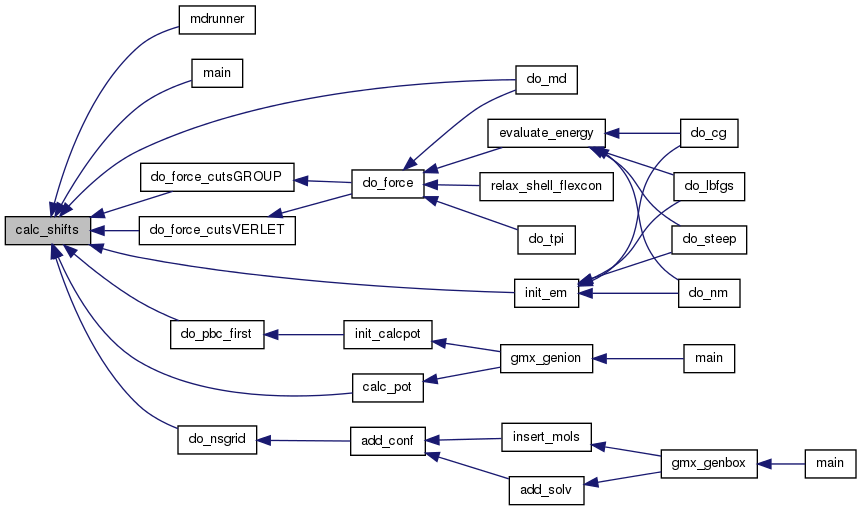 mdrunner
main
do_md
evaluate_energy
do_cg
do_force_cutsGROUP
do_force
relax_shell_flexcon
do_lbfgs
calc_shifts
do_force_cutsVERLET
do_tpi
do_steep
init_em
do_nm
do_pbc_first
init_calcpot
gmx_genion
main
calc_pot
do_nsgrid
add_conf
insert_mols
gmx_genbox
main
add_solv